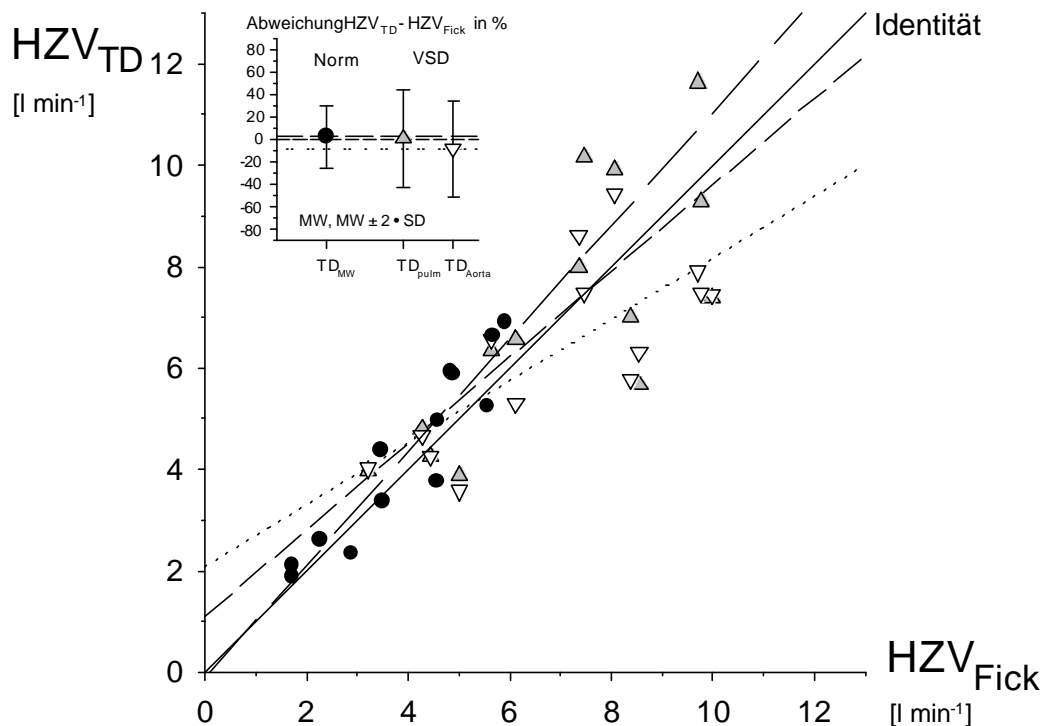 AbweichungHZV_TD - HZV_Fick in %
HZV_TD
[l min⁻¹]
Identität
80
60
40
20
0
-20
-40
-60
-80
Norm VSD
MW, MW ± 2 • SD
TD_MW TD_pulm TD_Aorta
12
10
8
6
4
2
0
0 2 4 6 8 10 12
HZV_Fick
[l min⁻¹]